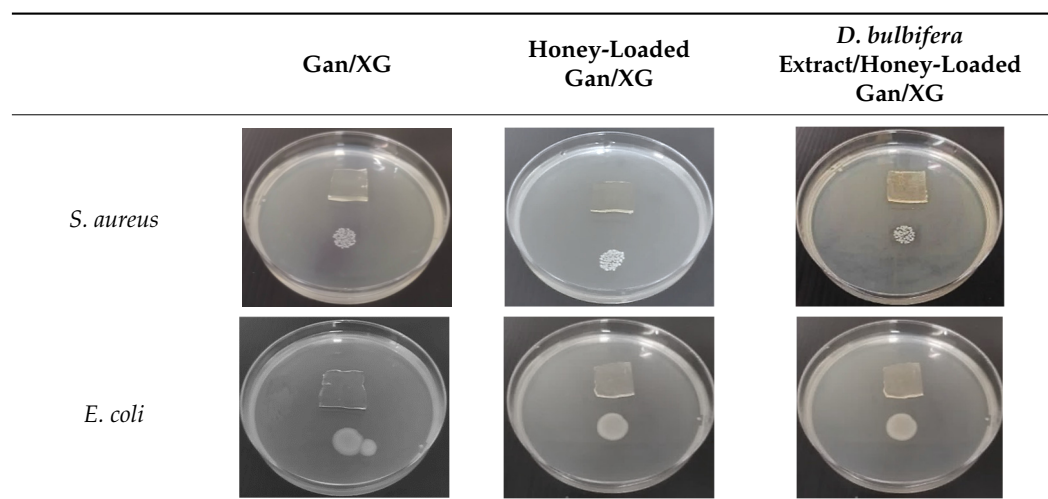 Gan/XG
Honey-Loaded
Gan/XG
D. bulbifera
Extract/Honey-Loaded
Gan/XG
S. aureus
E. coli